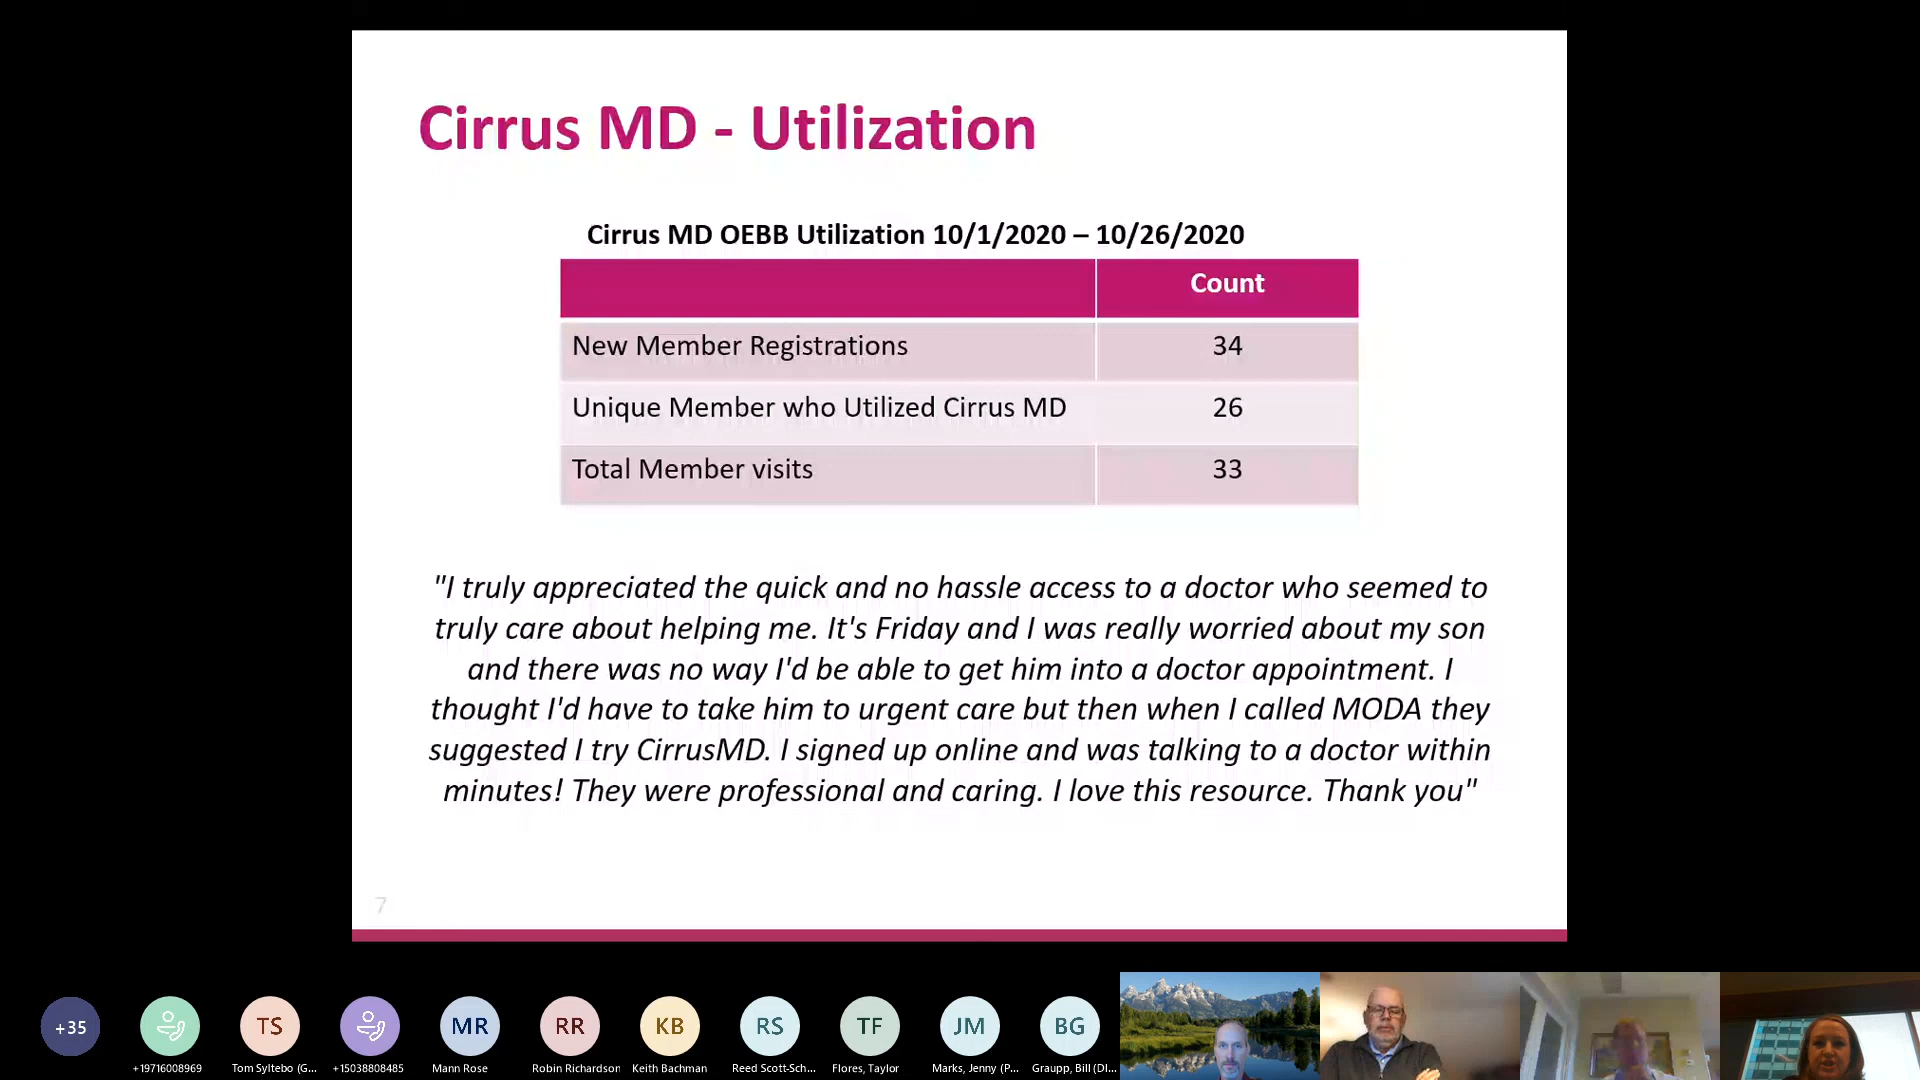 Cirrus MD - Utilization
Cirrus MD OEBB Utilization 10/1/2020 – 10/26/2020
Count
New Member Registrations 34
Unique Member who Utilized Cirrus MD 26
Total Member visits 33
"I truly appreciated the quick and no hassle access to a doctor who seemed to
truly care about helping me. It's Friday and I was really worried about my son
and there was no way I'd be able to get him into a doctor appointment. I
thought I'd have to take him to urgent care but then when I called MODA they
suggested I try CirrusMD. I signed up online and was talking to a doctor within
minutes! They were professional and caring. I love this resource. Thank you"
7
+35 TS MR RR KB RS TF JM BG
+19716008969 Tom Syltebo (G... +15038808485 Mann Rose Robin Richardson Keith Bachman Reed Scott-Sch... Flores, Taylor Marks, Jenny (P... Graupp, Bill (DI...